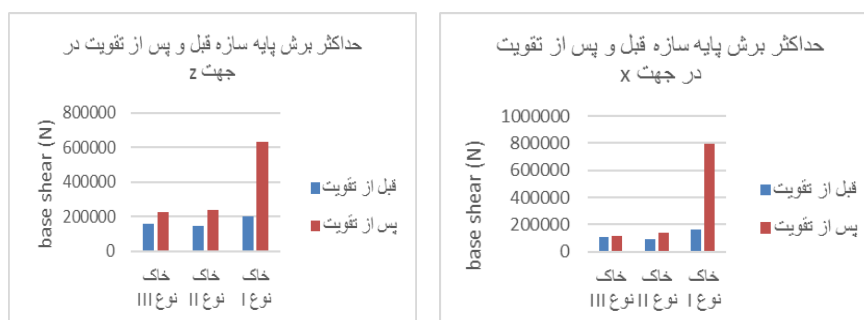 حداکثر برش پایه سازه قبل و پس از تقویت در
جهت z
base shear (N)
800000
600000
400000
200000
0
خاک
نوع III
خاک
نوع II
خاک
نوع I
قبل از تقویت
پس از تقویت
حداکثر برش پایه سازه قبل و پس از تقویت
در جهت x
base shear (N)
1000000
800000
600000
400000
200000
0
خاک
نوع III
خاک
نوع II
خاک
نوع I
قبل از تقویت
پس از تقویت